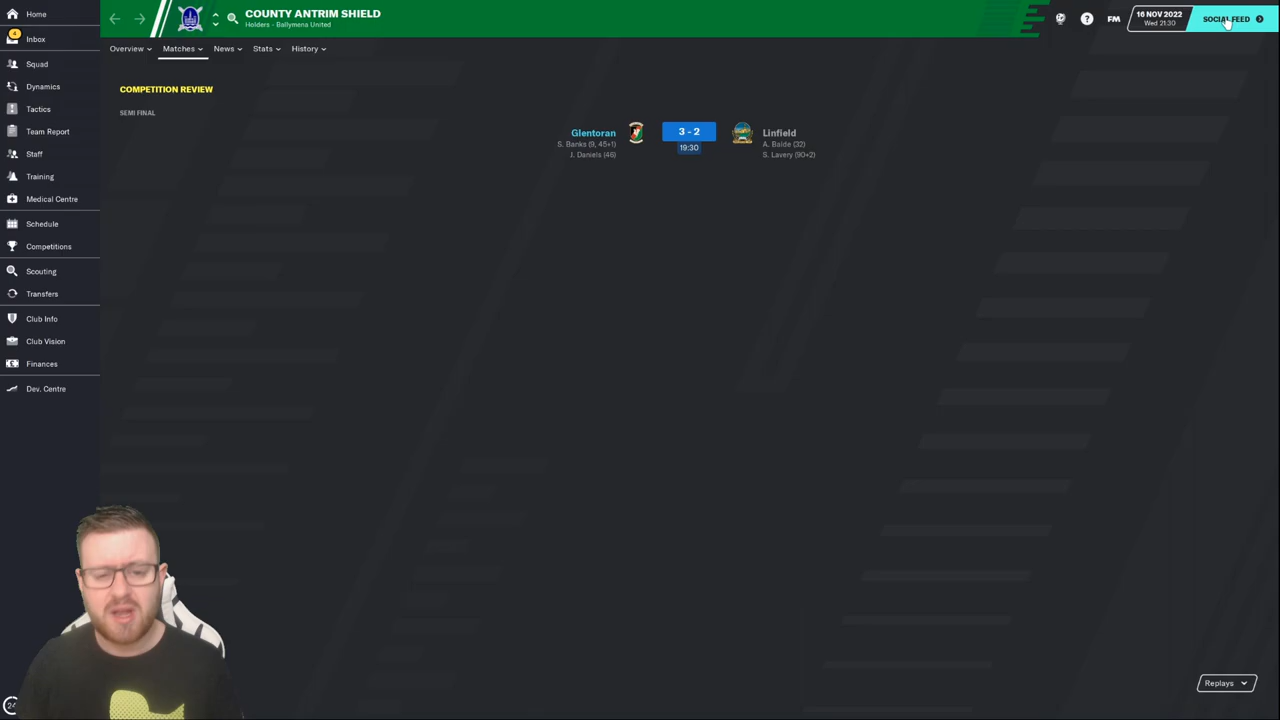 Home
COUNTY ANTRIM SHIELD
Holders - Ballymena United
FM
16 NOV 2022
Wed 21:30
SOCIAL FEED
4
Inbox
Overview
Matches
News
Stats
History
Squad
Dynamics
Tactics
Team Report
Staff
Training
Medical Centre
Schedule
Competitions
Scouting
Transfers
Club Info
Club Vision
Finances
Dev. Centre
COMPETITION REVIEW
SEMI FINAL
Glentoran 3 - 2 Linfield
S. Banks (9, 45+1) 19:30 A. Balde (32)
J. Daniels (46) S. Lavery (90+2)
Replays